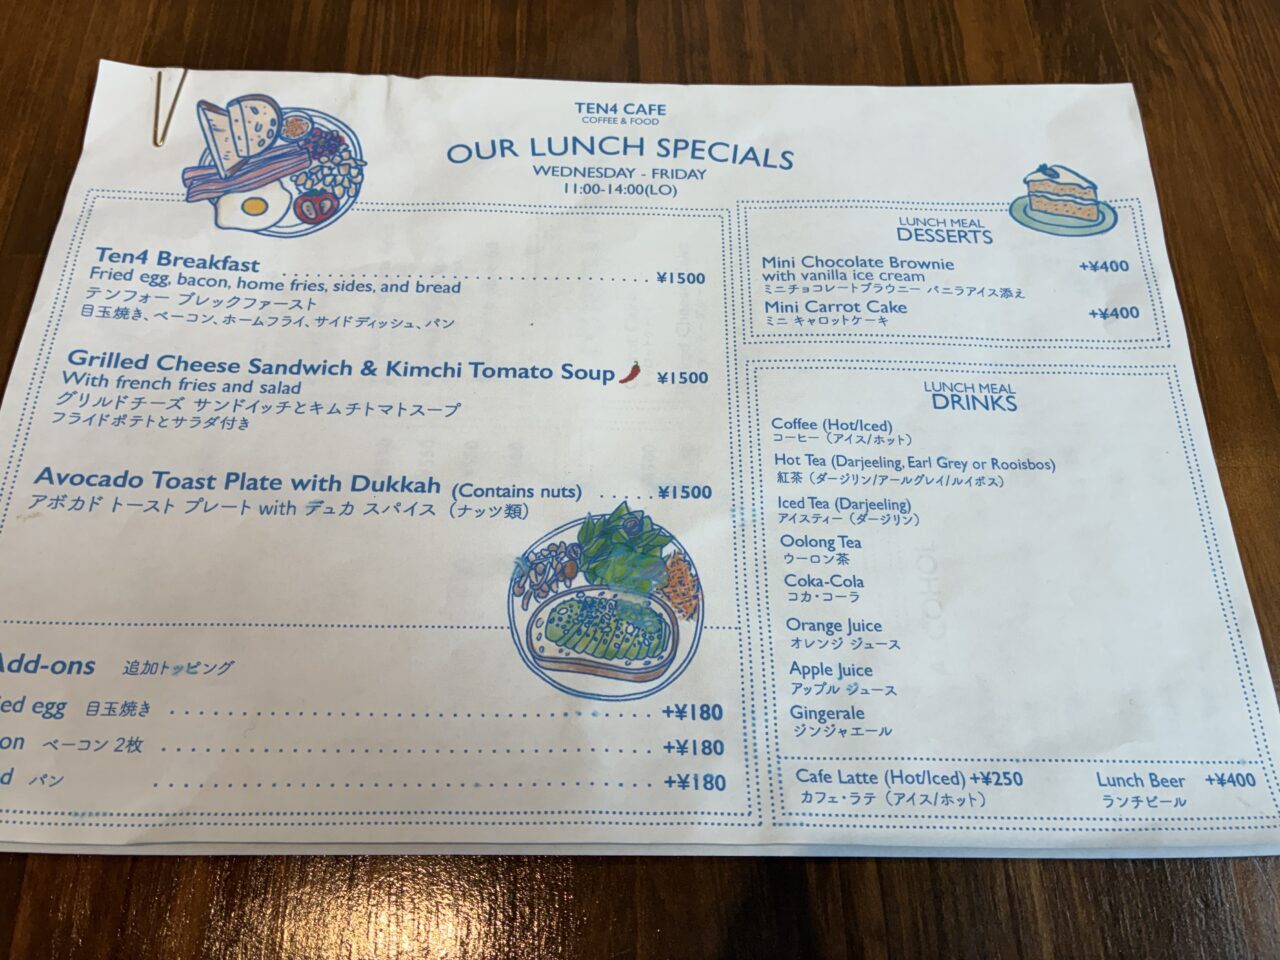 TEN4 CAFE
COFFEE & FOOD
OUR LUNCH SPECIALS
WEDNESDAY - FRIDAY
11:00-14:00(LO)
Ten4 Breakfast ¥1500
Fried egg, bacon, home fries, sides, and bread
テンフォー ブレックファースト
目玉焼き、ベーコン、ホームフライ、サイドディッシュ、パン
Grilled Cheese Sandwich & Kimchi Tomato Soup ¥1500
With french fries and salad
グリルドチーズ サンドイッチとキムチトマトスープ
フライドポテトとサラダ付き
Avocado Toast Plate with Dukkah (Contains nuts) ..... ¥1500
アボカド トースト プレート with デュカ スパイス（ナッツ類）
Add-ons 追加トッピング
ied egg 目玉焼き +¥180
on ベーコン 2枚 +¥180
d パン +¥180
LUNCH MEAL
DESSERTS
Mini Chocolate Brownie +¥400
with vanilla ice cream
ミニチョコレートブラウニー バニラアイス添え
Mini Carrot Cake +¥400
ミニ キャロットケーキ
LUNCH MEAL
DRINKS
Coffee (Hot/Iced)
コーヒー（アイス/ホット）
Hot Tea (Darjeeling, Earl Grey or Rooisbos)
紅茶（ダージリン/アールグレイ/ルイボス）
Iced Tea (Darjeeling)
アイスティー（ダージリン）
Oolong Tea
ウーロン茶
Coka-Cola
コカ・コーラ
Orange Juice
オレンジ ジュース
Apple Juice
アップル ジュース
Gingerale
ジンジャエール
Cafe Latte (Hot/Iced) +¥250
カフェ・ラテ（アイス/ホット）
Lunch Beer +¥400
ランチビール